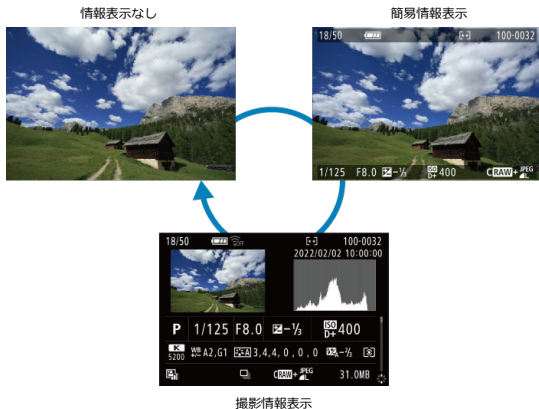 情報表示なし
簡易情報表示
18/50 100-0032
1/125 F8.0 -1/3 ISO D+ 400 CRAW+JPEG L
18/50 OFF 100-0032
2022/02/02 10:00:00
P 1/125 F8.0 -1/3 ISO D+ 400
K 5200 WB A2,G1 A 3,4,4,0,0,0 -1/3
CRAW+JPEG L 31.0MB
撮影情報表示